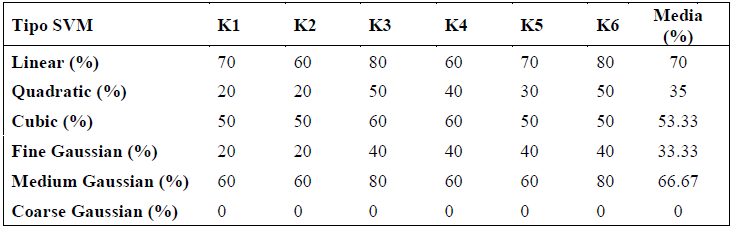 Tipo SVM K1 K2 K3 K4 K5 K6 Media (%)
Linear (%) 70 60 80 60 70 80 70
Quadratic (%) 20 20 50 40 30 50 35
Cubic (%) 50 50 60 60 50 50 53.33
Fine Gaussian (%) 20 20 40 40 40 40 33.33
Medium Gaussian (%) 60 60 80 60 60 80 66.67
Coarse Gaussian (%) 0 0 0 0 0 0 0